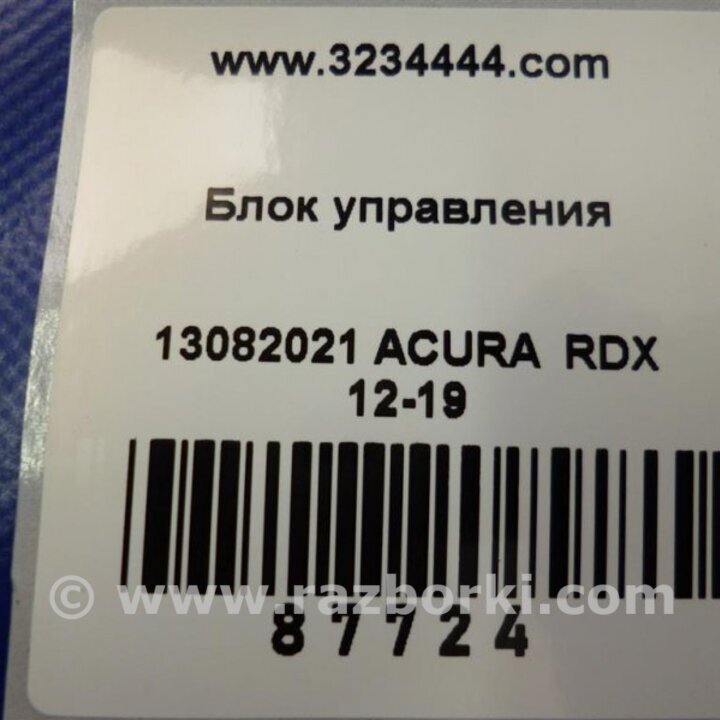 www.3234444.com
Блок управления
13082021 ACURA RDX
12-19
© www.razborki.com
87724